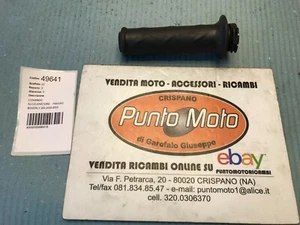 Codice: 49641
VENDITA MOTO - ACCESSORI - RICAMBI
CRISPANO
Punto Moto
di Garofalo Giuseppe
VENDITA RICAMBI ONLINE SU ebay
PUNTOMOTORICAMBI
Via F. Petrarca, 20 - 80020 CRISPANO (NA)
Tel/fax 081.834.85.47 - e-mail: puntomoto1@alice.it
cell. 320.0306370